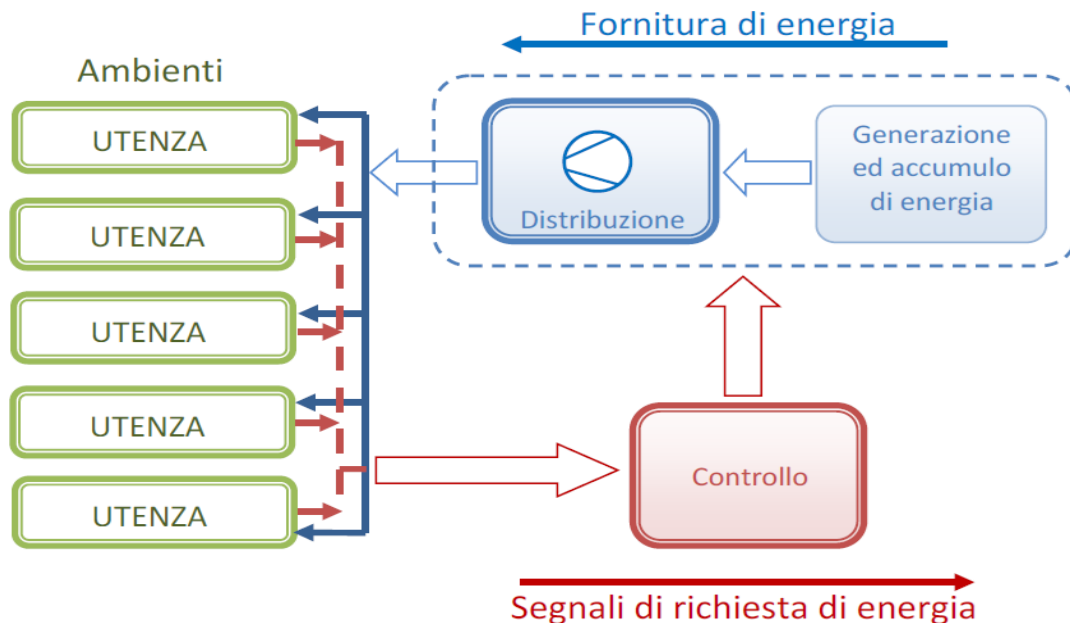 Fornitura di energia
Ambienti
UTENZA
UTENZA
UTENZA
UTENZA
UTENZA
Distribuzione
Generazione
ed accumulo
di energia
Controllo
Segnali di richiesta di energia